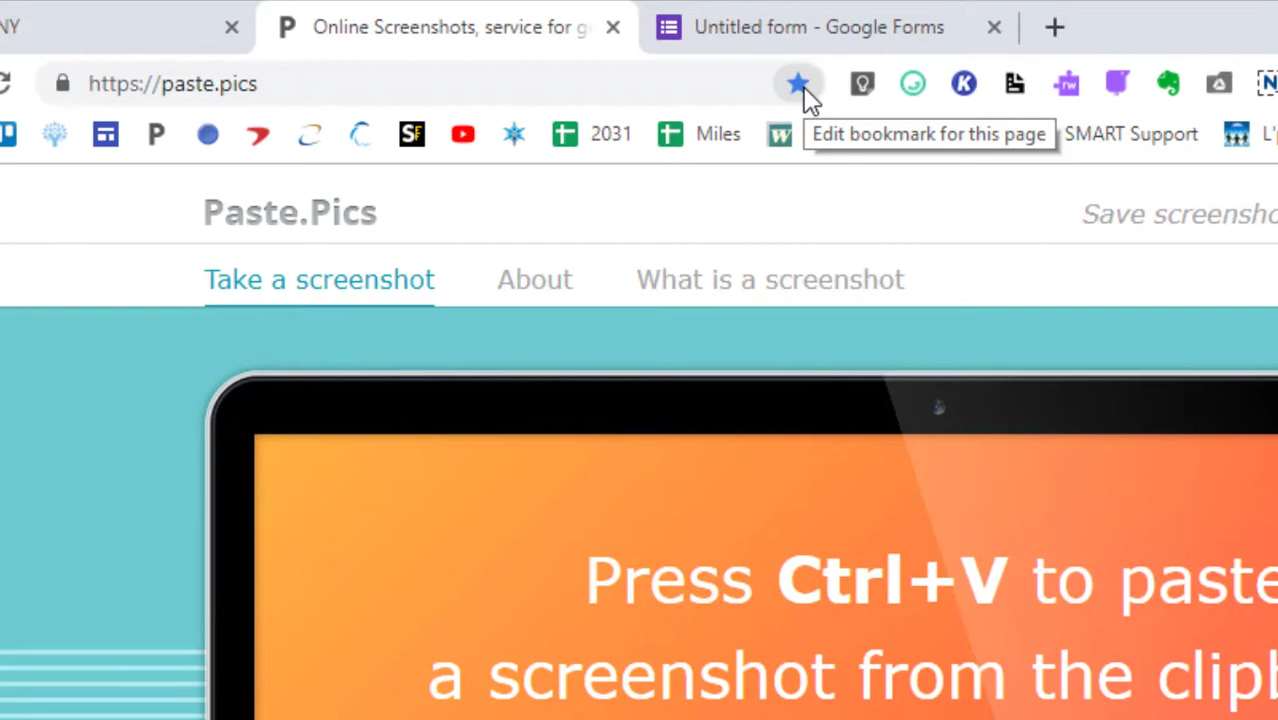 NY
P Online Screenshots, service for g
Untitled form - Google Forms
https://paste.pics
K
rw
N
P
SF
2031
Miles
W
Edit bookmark for this page
SMART Support
L'
Paste.Pics
Save screensho
Take a screenshot
About
What is a screenshot
Press Ctrl+V to paste
a screenshot from the clipb